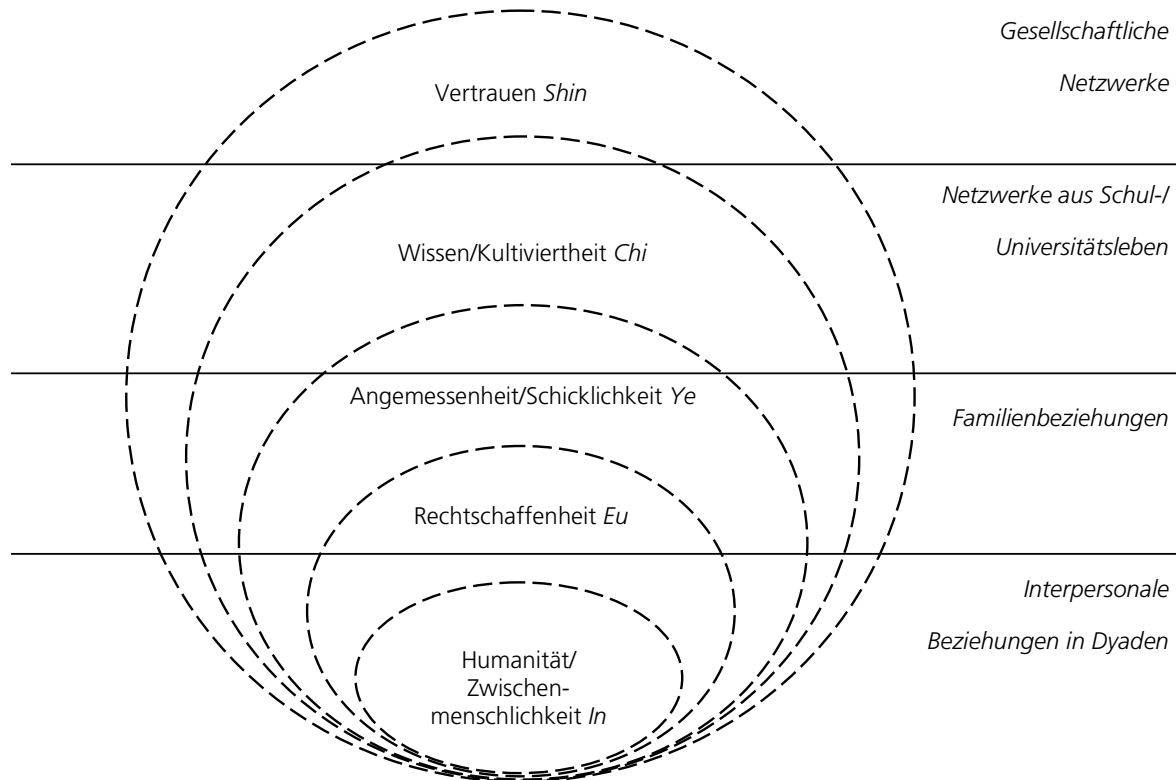 Gesellschaftliche
Netzwerke
Vertrauen Shin
Netzwerke aus Schul-/
Universitätsleben
Wissen/Kultiviertheit Chi
Angemessenheit/Schicklichkeit Ye
Familienbeziehungen
Rechtschaffenheit Eu
Interpersonale
Beziehungen in Dyaden
Humanität/
Zwischen-
menschlichkeit In